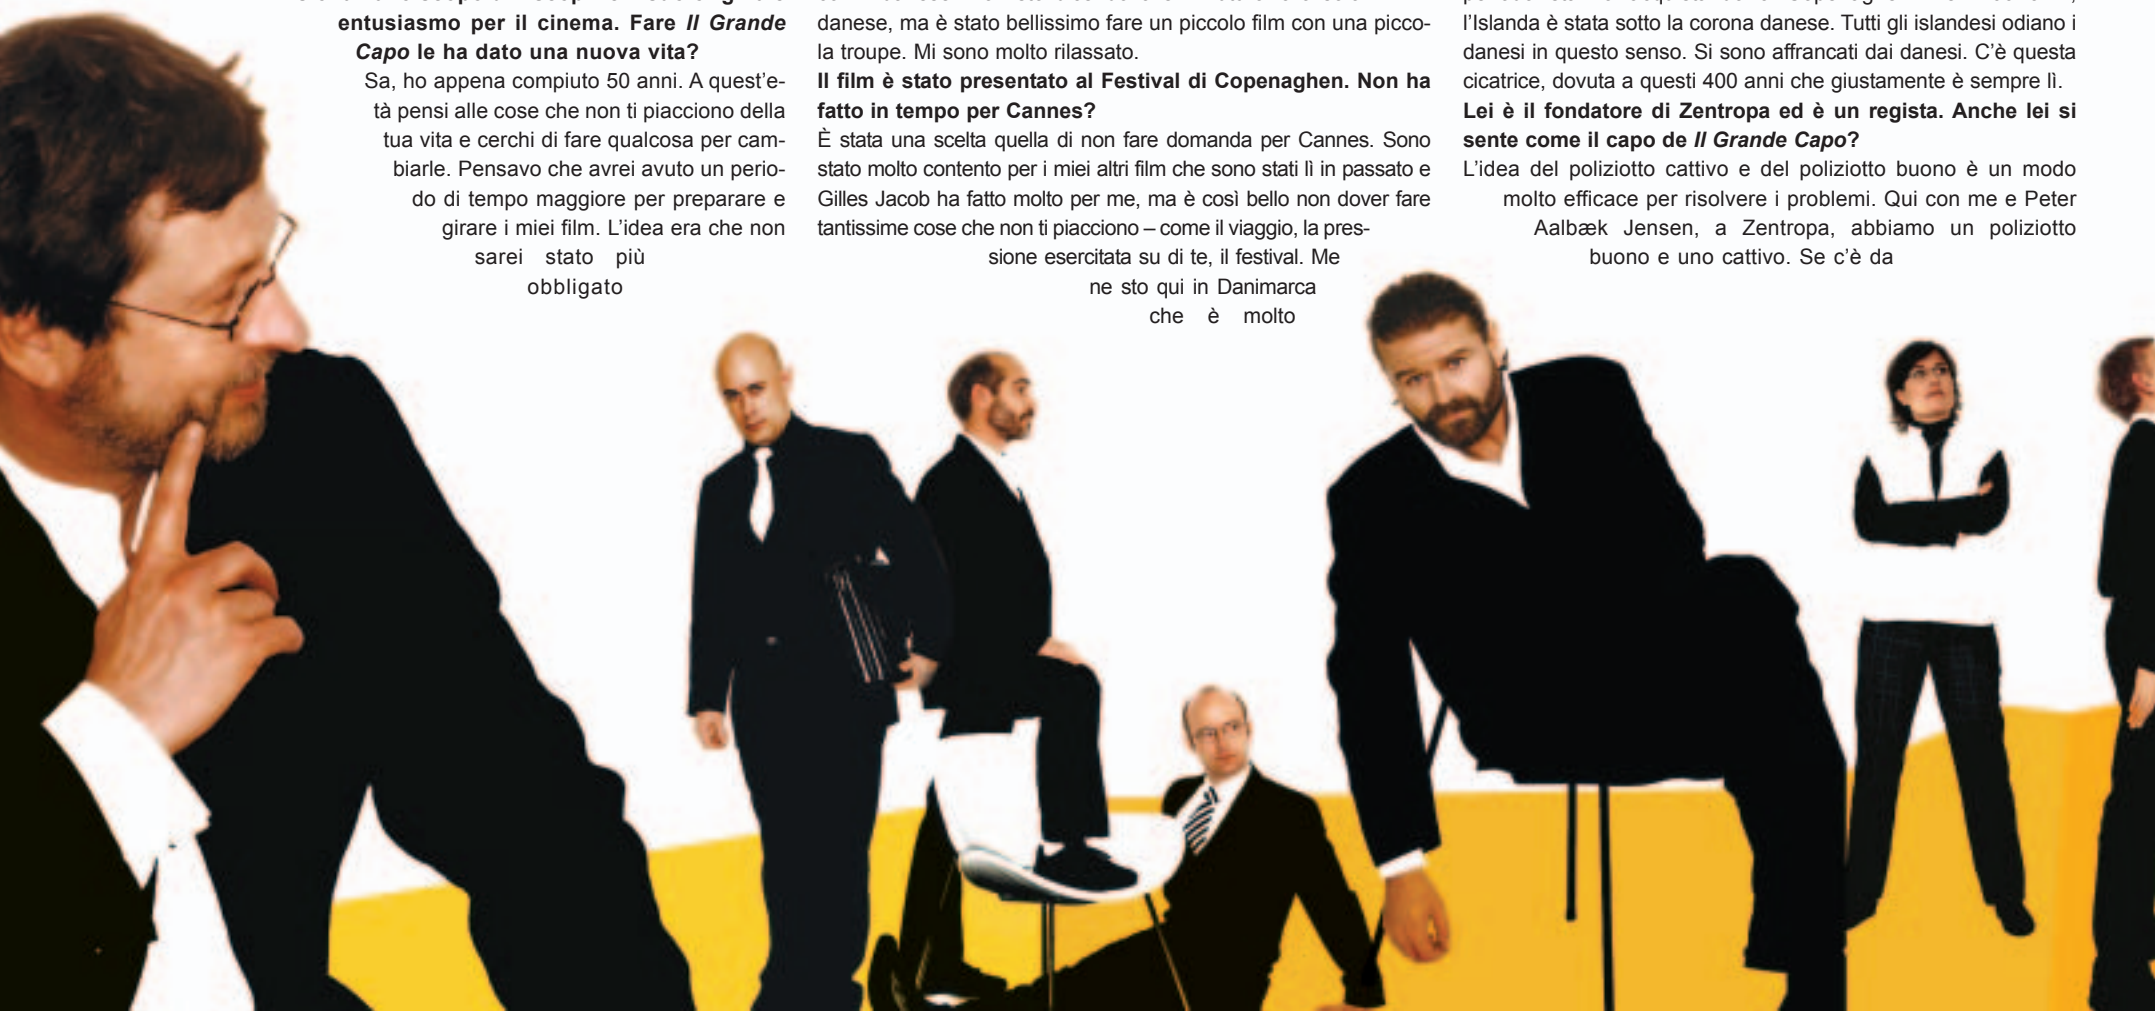 entusiasmo per il cinema. Fare Il Grande
Capo le ha dato una nuova vita?
Sa, ho appena compiuto 50 anni. A quest'e-
tà pensi alle cose che non ti piacciono della
tua vita e cerchi di fare qualcosa per cam-
biarle. Pensavo che avrei avuto un perio-
do di tempo maggiore per preparare e
girare i miei film. L'idea era che non
sarei stato più
obbligato
danese, ma è stato bellissimo fare un piccolo film con una picco-
la troupe. Mi sono molto rilassato.
Il film è stato presentato al Festival di Copenaghen. Non ha
fatto in tempo per Cannes?
È stata una scelta quella di non fare domanda per Cannes. Sono
stato molto contento per i miei altri film che sono stati lì in passato e
Gilles Jacob ha fatto molto per me, ma è così bello non dover fare
tantissime cose che non ti piacciono – come il viaggio, la pres-
sione esercitata su di te, il festival. Me
ne sto qui in Danimarca
che è molto
l'Islanda è stata sotto la corona danese. Tutti gli islandesi odiano i
danesi in questo senso. Si sono affrancati dai danesi. C'è questa
cicatrice, dovuta a questi 400 anni che giustamente è sempre lì.
Lei è il fondatore di Zentropa ed è un regista. Anche lei si
sente come il capo de Il Grande Capo?
L'idea del poliziotto cattivo e del poliziotto buono è un modo
molto efficace per risolvere i problemi. Qui con me e Peter
Aalbæk Jensen, a Zentropa, abbiamo un poliziotto
buono e uno cattivo. Se c'è da